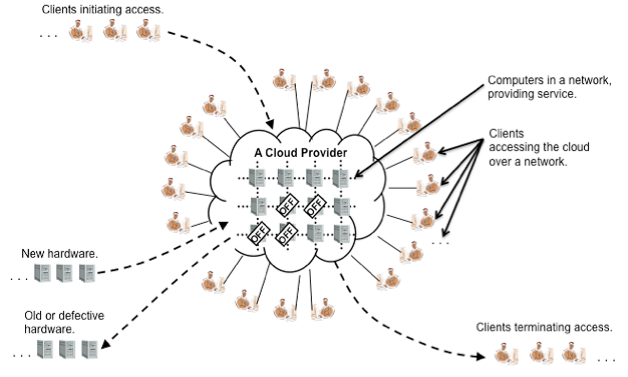 Clients initiating access.
. . .
Computers in a network,
providing service.
Clients
accessing the cloud
over a network.
A Cloud Provider
OFF
OFF
OFF
OFF
. . .
New hardware.
. . .
Old or defective
hardware.
. . .
Clients terminating access.
. . .